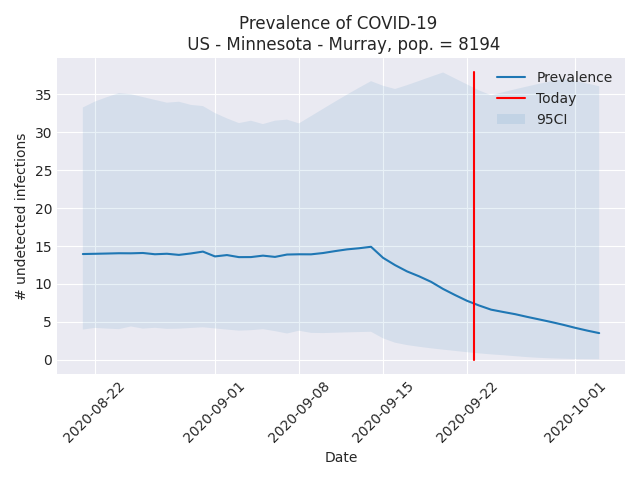 Prevalence of COVID-19
US - Minnesota - Murray, pop. = 8194
# undetected infections
35
30
25
20
15
10
5
0
Prevalence
Today
95CI
2020-08-22
2020-09-01
2020-09-08
2020-09-15
2020-09-22
2020-10-01
Date